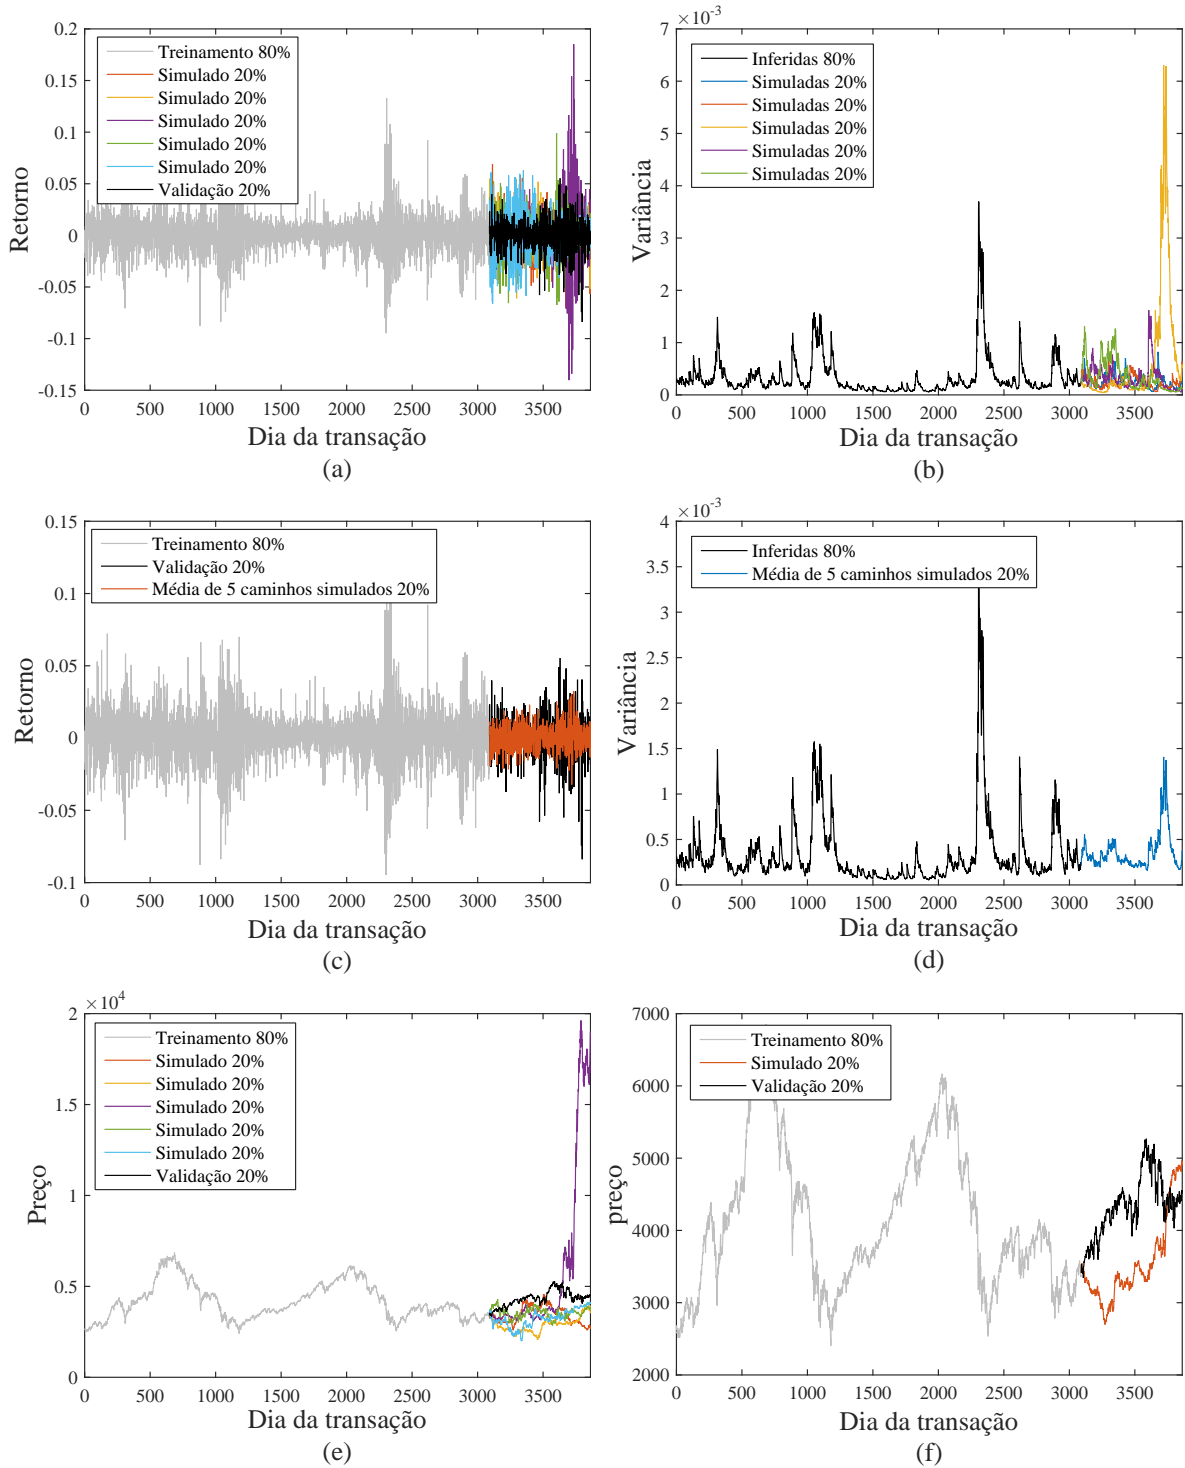 0.2
0.15
0.1
0.05
0
-0.05
-0.1
-0.15
Retorno
Treinamento 80%
Simulado 20%
Simulado 20%
Simulado 20%
Simulado 20%
Simulado 20%
Validação 20%
0 500 1000 1500 2000 2500 3000 3500
Dia da transação
(a)
×10-3
7
6
5
4
3
2
1
0
Variância
Inferidas 80%
Simuladas 20%
Simuladas 20%
Simuladas 20%
Simuladas 20%
Simuladas 20%
0 500 1000 1500 2000 2500 3000 3500
Dia da transação
(b)
0.15
0.1
0.05
0
-0.05
-0.1
Retorno
Treinamento 80%
Validação 20%
Média de 5 caminhos simulados 20%
0 500 1000 1500 2000 2500 3000 3500
Dia da transação
(c)
×10-3
4
3.5
3
2.5
2
1.5
1
0.5
0
Variância
Inferidas 80%
Média de 5 caminhos simulados 20%
0 500 1000 1500 2000 2500 3000 3500
Dia da transação
(d)
×104
2
1.5
1
0.5
0
Preço
Treinamento 80%
Simulado 20%
Simulado 20%
Simulado 20%
Simulado 20%
Simulado 20%
Validação 20%
0 500 1000 1500 2000 2500 3000 3500
Dia da transação
(e)
7000
6000
5000
4000
3000
2000
preço
Treinamento 80%
Simulado 20%
Validação 20%
0 500 1000 1500 2000 2500 3000 3500
Dia da transação
(f)